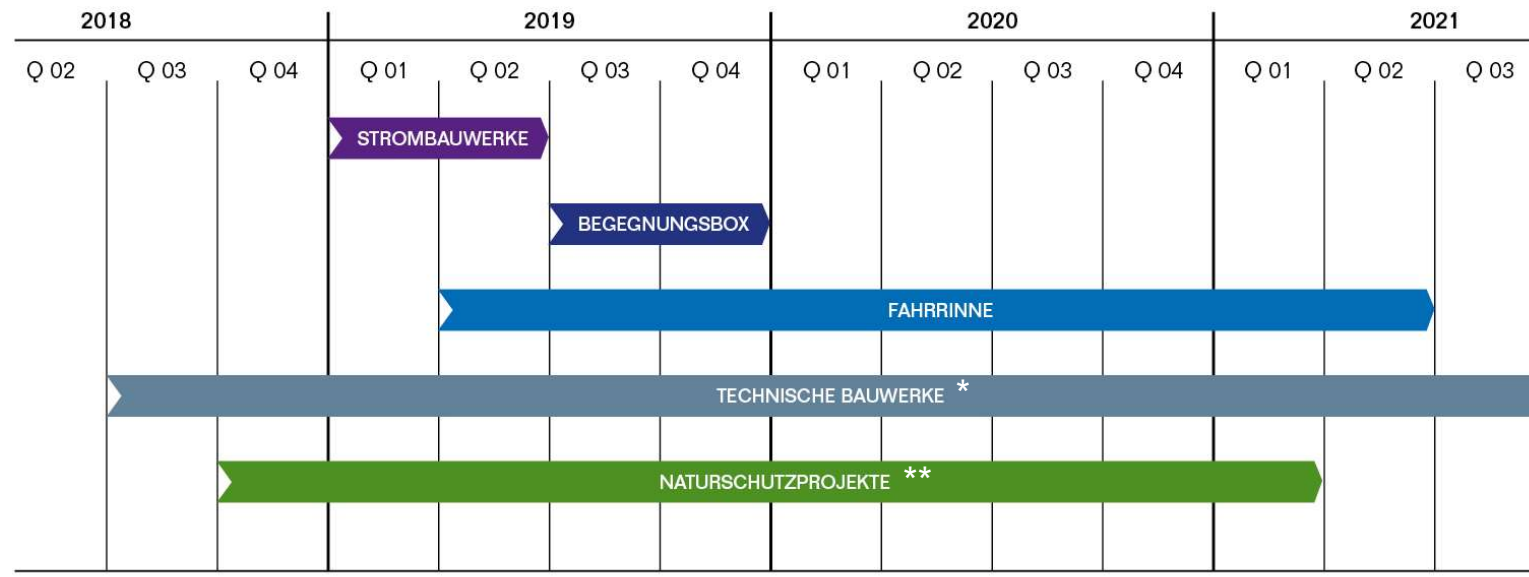 2018 2019 2020 2021
Q 02 Q 03 Q 04 Q 01 Q 02 Q 03 Q 04 Q 01 Q 02 Q 03 Q 04 Q 01 Q 02 Q 03
STROMBAUWERKE
BEGEGNUNGSBOX
FAHRRINNE
TECHNISCHE BAUWERKE *
NATURSCHUTZPROJEKTE **